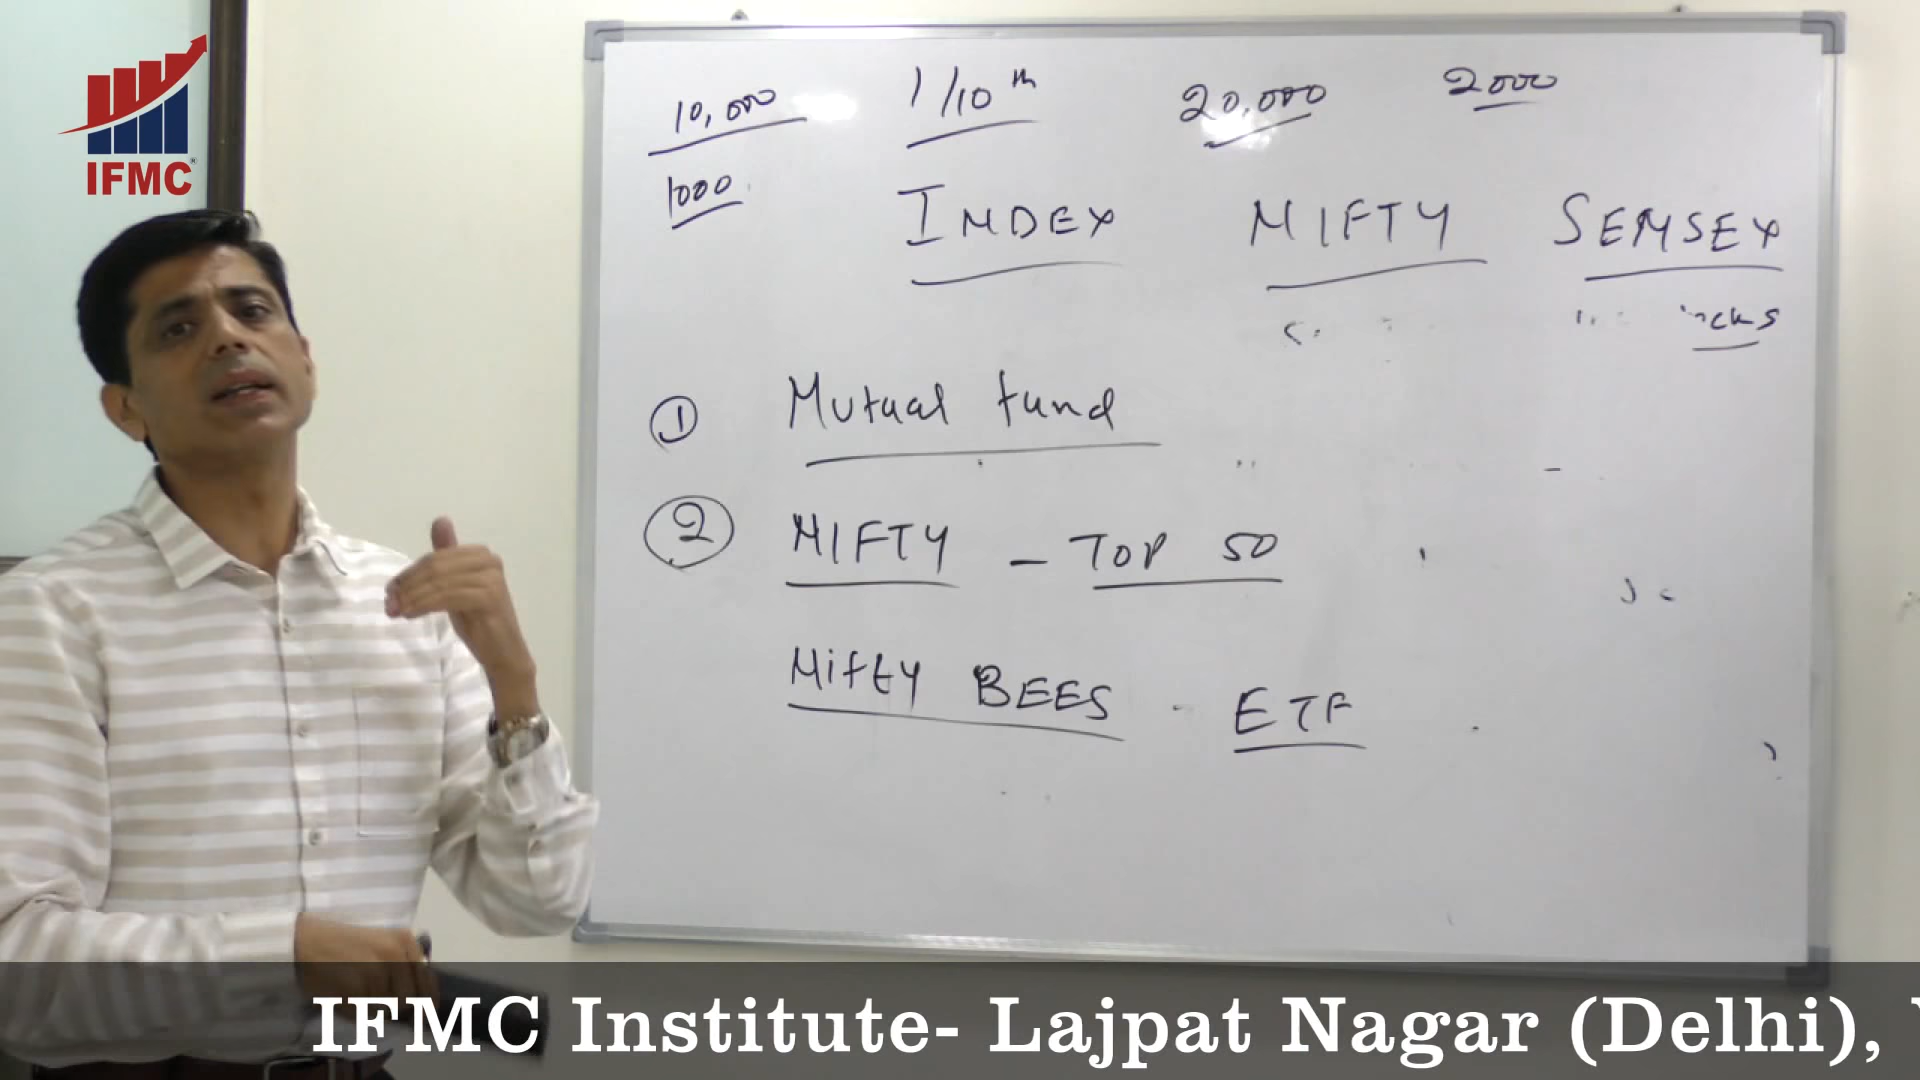 IFMC
10,000 1/10th 20,000 2000
1000
INDEX NIFTY SENSEX
1 Mutual fund
2 NIFTY - TOP 50
Nifty BEES - ETF
IFMC Institute- Lajpat Nagar (Delhi),